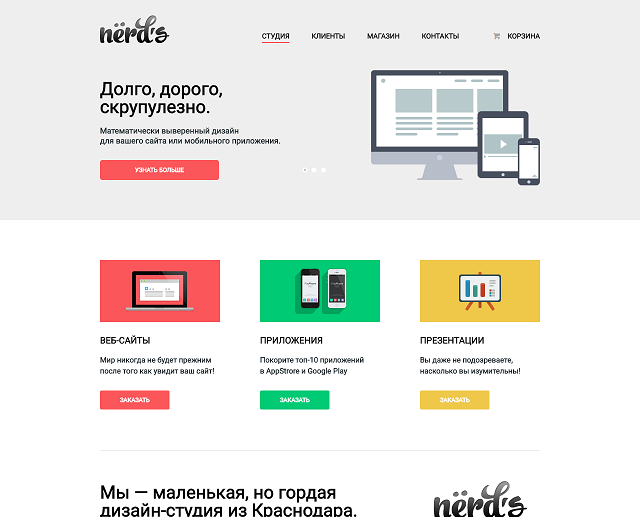 nërd's
СТУДИЯ
КЛИЕНТЫ
МАГАЗИН
КОНТАКТЫ
КОРЗИНА
Долго, дорого,
скрупулезно.
Математически выверенный дизайн
для вашего сайта или мобильного приложения.
УЗНАТЬ БОЛЬШЕ
ВЕБ-САЙТЫ
Мир никогда не будет прежним
после того как увидит ваш сайт!
ЗАКАЗАТЬ
ПРИЛОЖЕНИЯ
Покорите топ-10 приложений
в AppStrore и Google Play
ЗАКАЗАТЬ
ПРЕЗЕНТАЦИИ
Вы даже не подозреваете,
насколько вы изумительны!
ЗАКАЗАТЬ
Мы — маленькая, но гордая
дизайн-студия из Краснодара.
nërd's